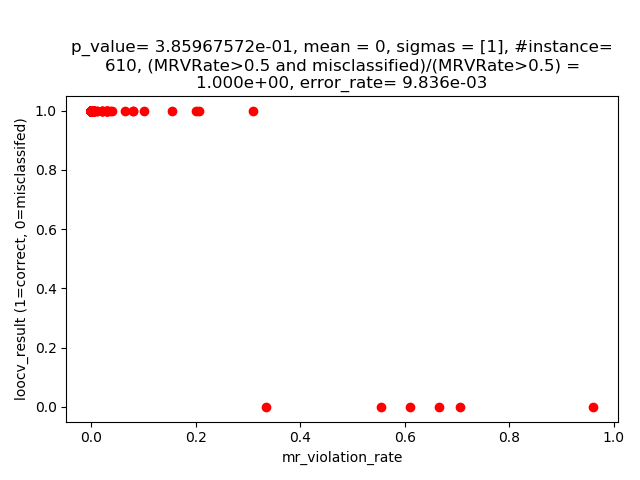 p_value= 3.85967572e-01, mean = 0, sigmas = [1], #instance=
610, (MRVRate>0.5 and misclassified)/(MRVRate>0.5) =
1.000e+00, error_rate= 9.836e-03
loocv_result (1=correct, 0=misclassifed)
1.0
0.8
0.6
0.4
0.2
0.0
0.0 0.2 0.4 0.6 0.8 1.0
mr_violation_rate